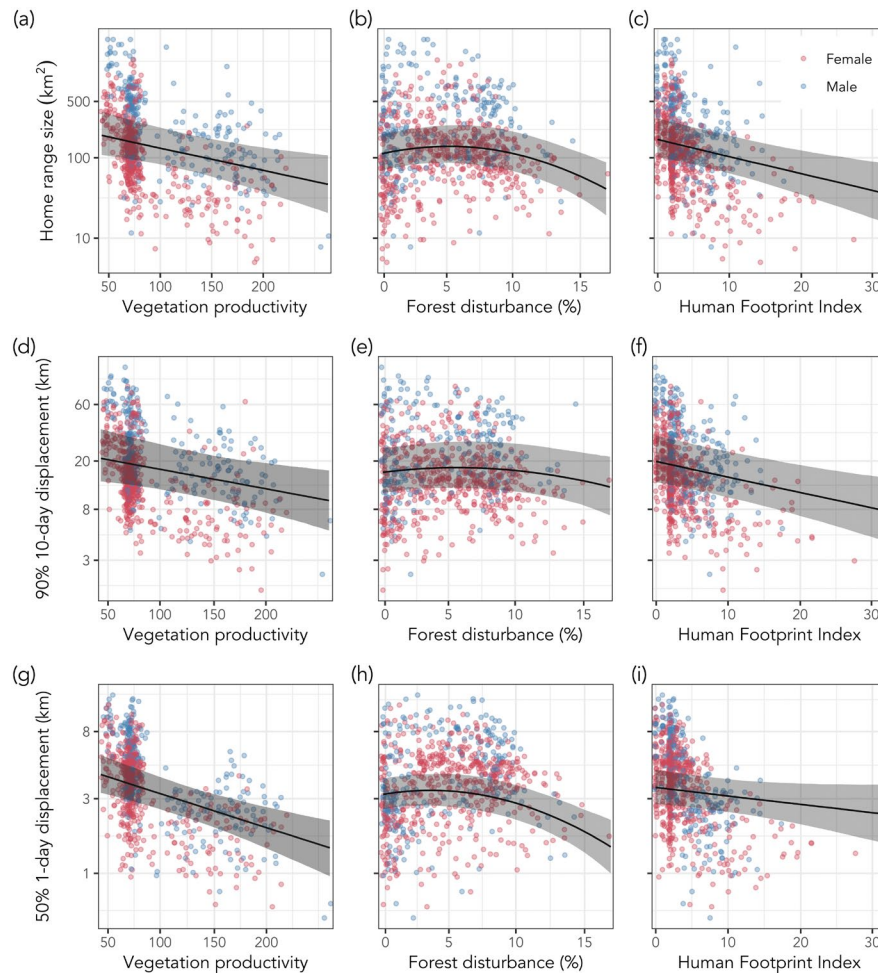 (a) (b) (c)
Home range size (km²)
500
100
10
Female
Male
50 100 150 200
0 5 10 15
0 10 20 30
Vegetation productivity Forest disturbance (%) Human Footprint Index
(d) (e) (f)
90% 10-day displacement (km)
60
20
8
3
50 100 150 200
0 5 10 15
0 10 20 30
Vegetation productivity Forest disturbance (%) Human Footprint Index
(g) (h) (i)
50% 1-day displacement (km)
8
3
1
50 100 150 200
0 5 10 15
0 10 20 30
Vegetation productivity Forest disturbance (%) Human Footprint Index